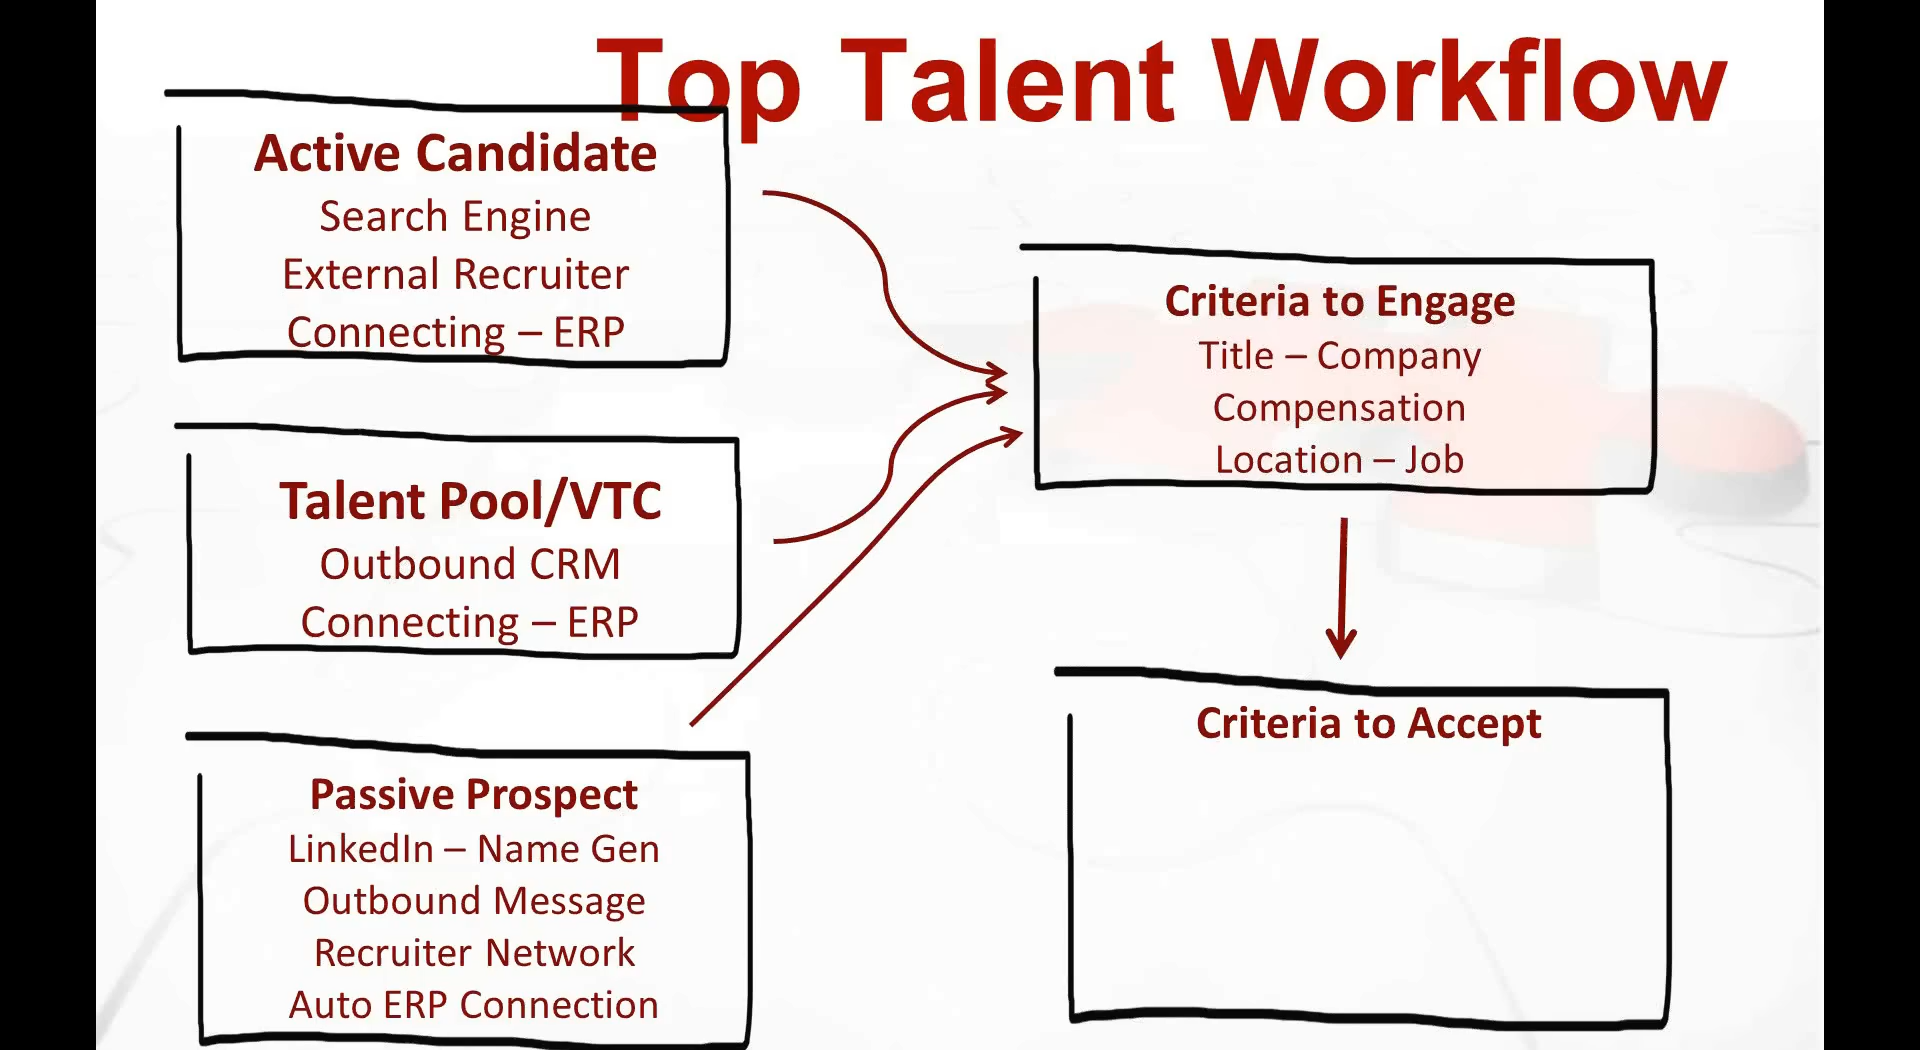 Top Talent Workflow
Active Candidate
Search Engine
External Recruiter
Connecting – ERP
Talent Pool/VTC
Outbound CRM
Connecting – ERP
Passive Prospect
LinkedIn – Name Gen
Outbound Message
Recruiter Network
Auto ERP Connection
Criteria to Engage
Title – Company
Compensation
Location – Job
Criteria to Accept